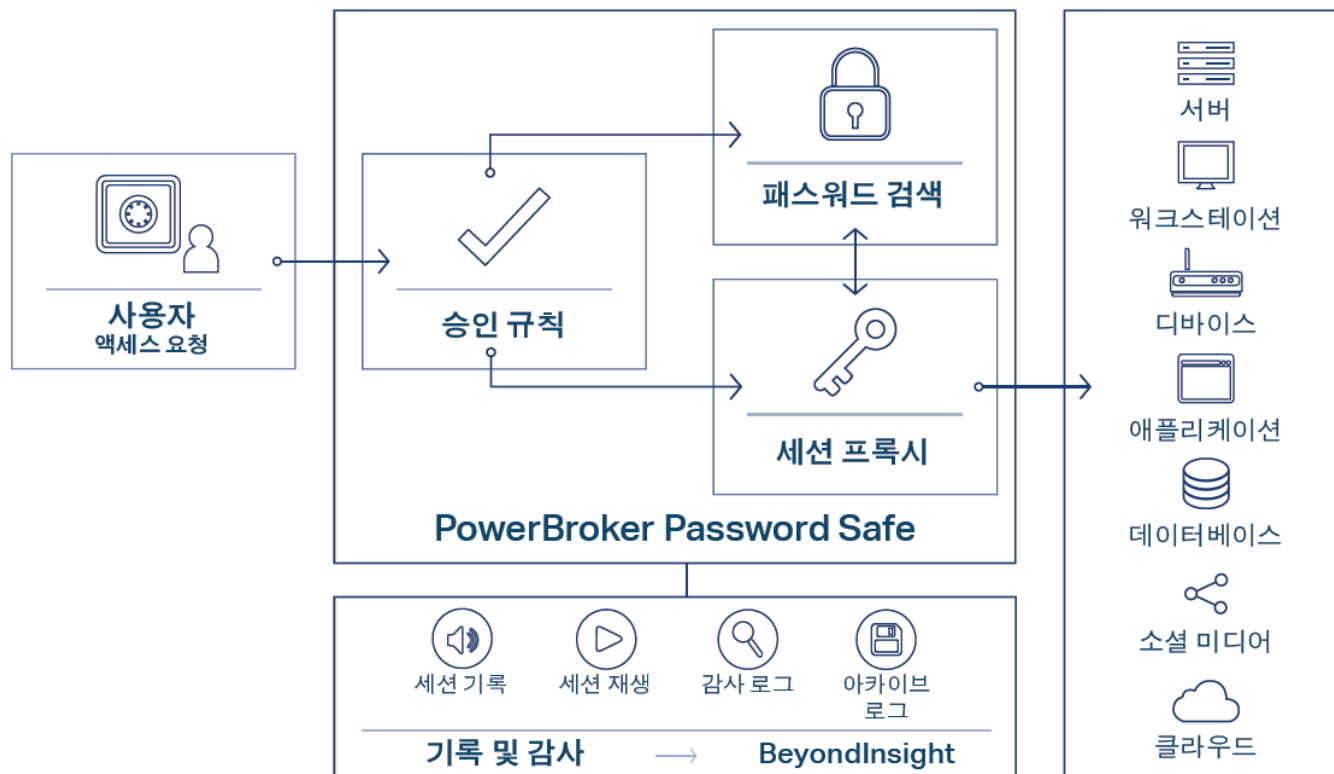 사용자
액세스 요청
승인 규칙
패스워드 검색
세션 프록시
PowerBroker Password Safe
세션 기록
세션 재생
감사 로그
아카이브
로그
기록 및 감사 → BeyondInsight
서버
워크스테이션
디바이스
애플리케이션
데이터베이스
소셜 미디어
클라우드